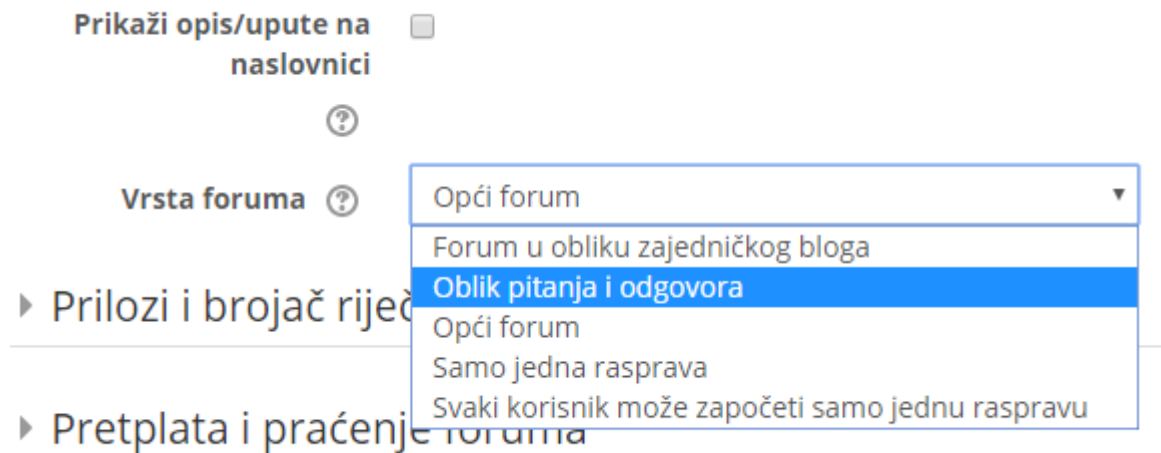 Prikaži opis/upute na
naslovnici
Vrsta foruma
Opći forum
Forum u obliku zajedničkog bloga
Oblik pitanja i odgovora
Opći forum
Samo jedna rasprava
Svaki korisnik može započeti samo jednu raspravu
Prilozi i brojač
Pretplata i praćenje foruma